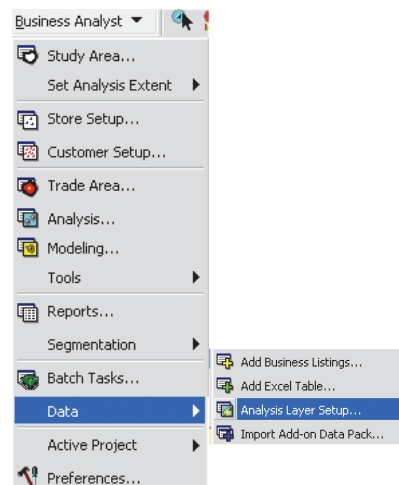 Business Analyst
Study Area...
Set Analysis Extent
Store Setup...
Customer Setup...
Trade Area...
Analysis...
Modeling...
Tools
Reports...
Segmentation
Batch Tasks...
Data
Active Project
Preferences...
Add Business Listings...
Add Excel Table...
Analysis Layer Setup...
Import Add-on Data Pack...